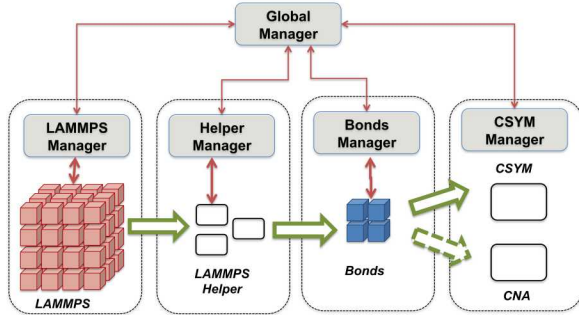 Global
Manager
LAMMPS
Manager
Helper
Manager
Bonds
Manager
CSYM
Manager
CSYM
LAMMPS
LAMMPS
Helper
Bonds
CNA